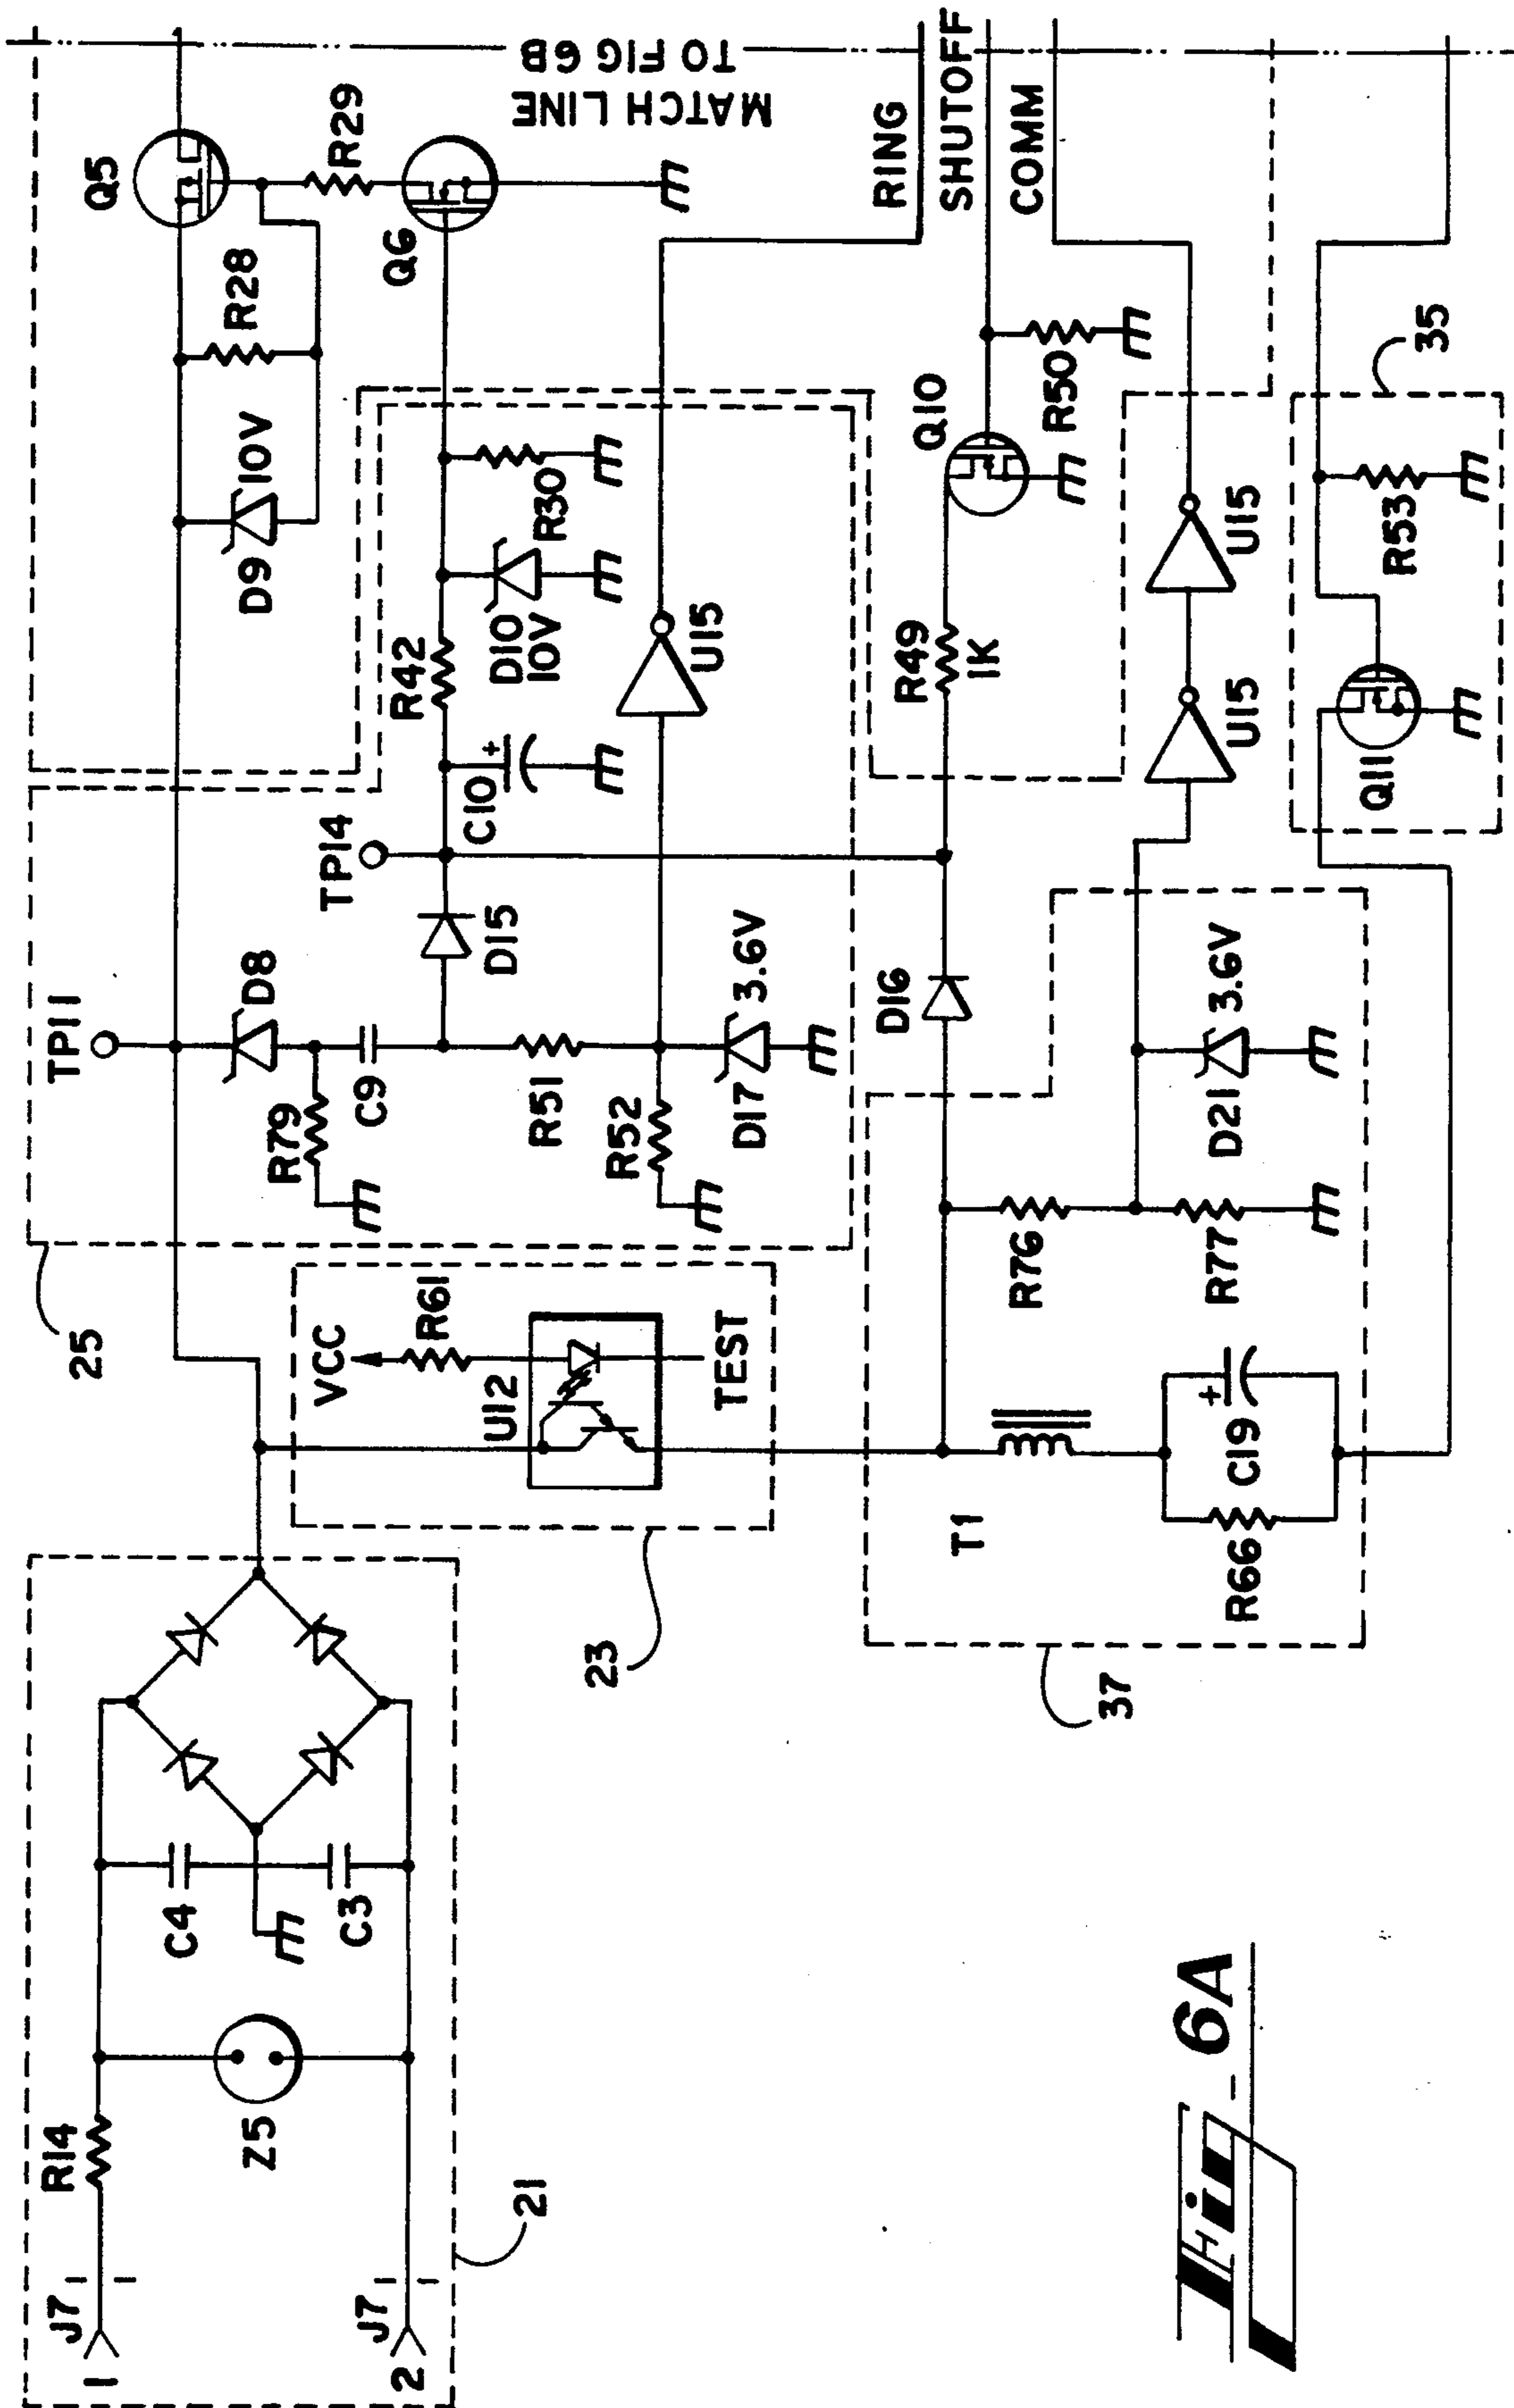 J7
1
J7
2
R14
Z5
C4
C3
21
TP11
D8
R79
C9
R51
R52
D17
3.6V
D15
TP14
C10
+
R42
D10
10V
R30
U15
25
D9
10V
R28
Q5
R29
Q6
MATCH LINE
TO FIG 6B
RING
SHUTOFF
COMM
VCC
R61
U12
TEST
23
D16
R49
1K
Q10
R50
T1
R76
R77
D21
3.6V
U15
U15
R66
C19
+
37
Q11
R53
35
Fig_6A